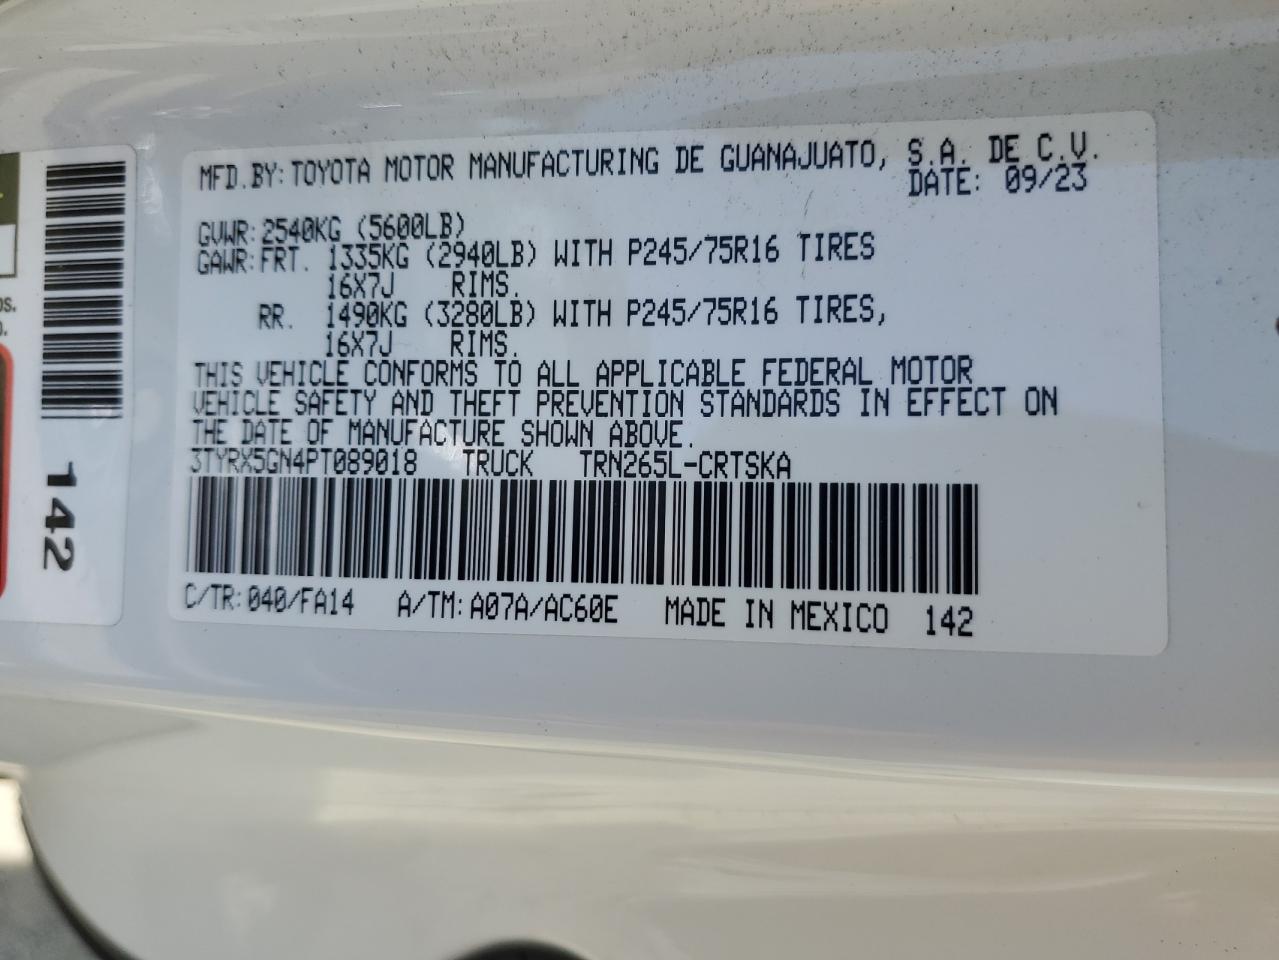 MFD.BY: TOYOTA MOTOR MANUFACTURING DE GUANAJUATO, S.A. DE C.V.
DATE: 09/23
GVWR: 2540KG (5600LB)
GAWR: FRT. 1335KG (2940LB) WITH P245/75R16 TIRES
16X7J RIMS.
RR. 1490KG (3280LB) WITH P245/75R16 TIRES,
16X7J RIMS.
THIS VEHICLE CONFORMS TO ALL APPLICABLE FEDERAL MOTOR
VEHICLE SAFETY AND THEFT PREVENTION STANDARDS IN EFFECT ON
THE DATE OF MANUFACTURE SHOWN ABOVE.
3TYRX5GN4PT089018 TRUCK TRN265L-CRTSKA
C/TR: 040/FA14 A/TM: A07A/AC60E MADE IN MEXICO 142
142